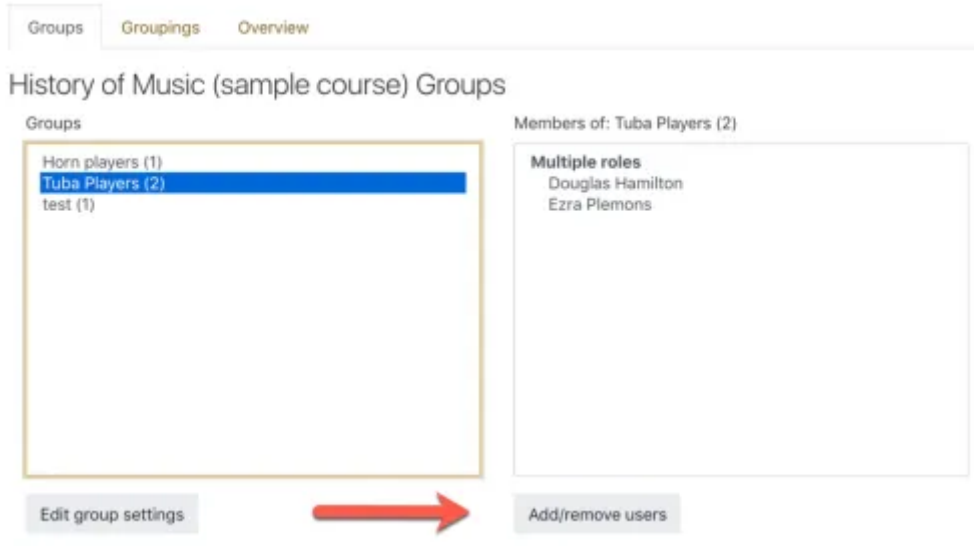 Groups Groupings Overview
History of Music (sample course) Groups
Groups
Horn players (1)
Tuba Players (2)
test (1)
Edit group settings
Members of: Tuba Players (2)
Multiple roles
Douglas Hamilton
Ezra Plemons
Add/remove users